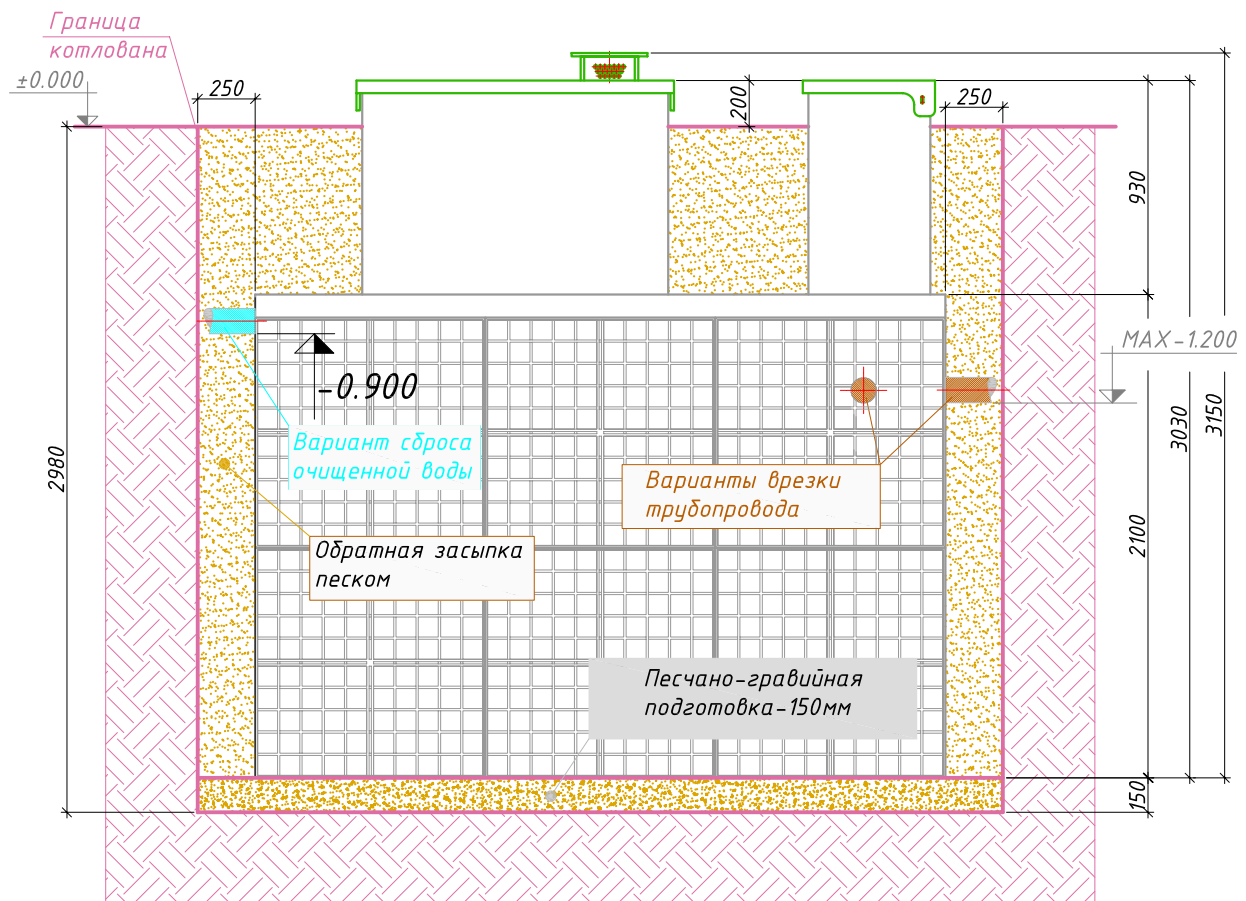 Граница
котлована
±0.000
250
200
250
930
MAX-1.200
-0.900
3030
3150
Вариант сброса
очищенной воды
2980
Варианты врезки
трубопровода
2100
Обратная засыпка
песком
Песчано-гравийная
подготовка-150мм
150